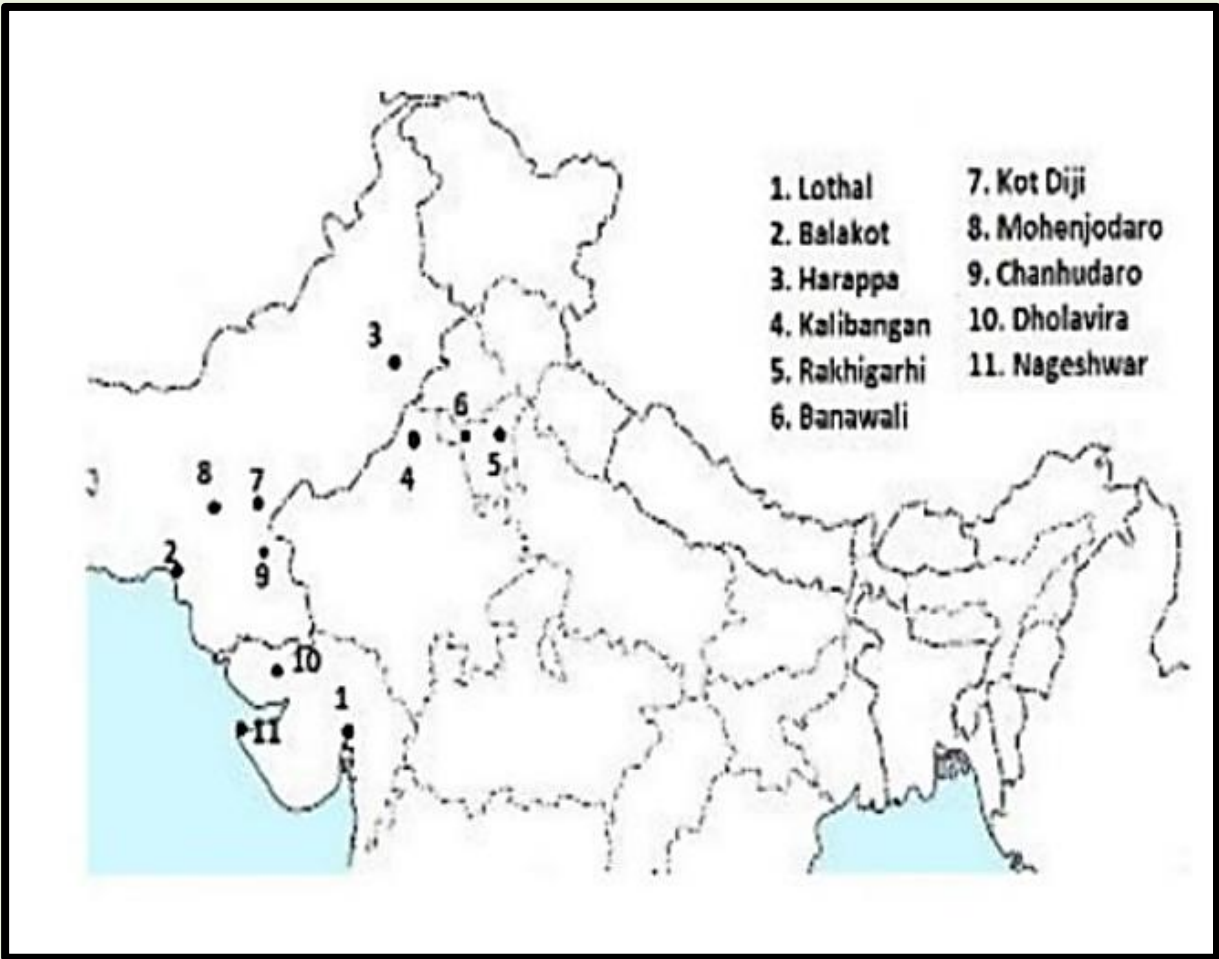 1. Lothal
2. Balakot
3. Harappa
4. Kalibangan
5. Rakhigarhi
6. Banawali
7. Kot Diji
8. Mohenjodaro
9. Chanhudaro
10. Dholavira
11. Nageshwar
3
6
4
5
8
7
2
9
10
1
11